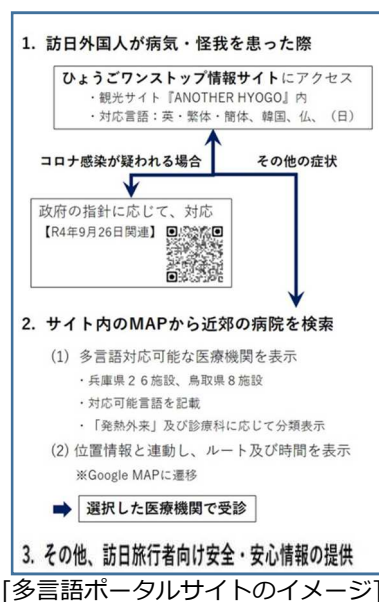 1. 訪日外国人が病気・怪我を患った際
ひょうごワンストップ情報サイトにアクセス
・観光サイト『ANOTHER HYOGO』内
・対応言語：英・繁体・簡体、韓国、仏、（日）
コロナ感染が疑われる場合
その他の症状
政府の指針に応じて、対応
【R4年9月26日関連】
2. サイト内のMAPから近郊の病院を検索
(1) 多言語対応可能な医療機関を表示
・兵庫県２６施設、鳥取県８施設
・対応可能言語を記載
・「発熱外来」及び診療科に応じて分類表示
(2) 位置情報と連動し、ルート及び時間を表示
※Google MAPに遷移
選択した医療機関で受診
3. その他、訪日旅行者向け安全・安心情報の提供
[多言語ポータルサイトのイメージ]